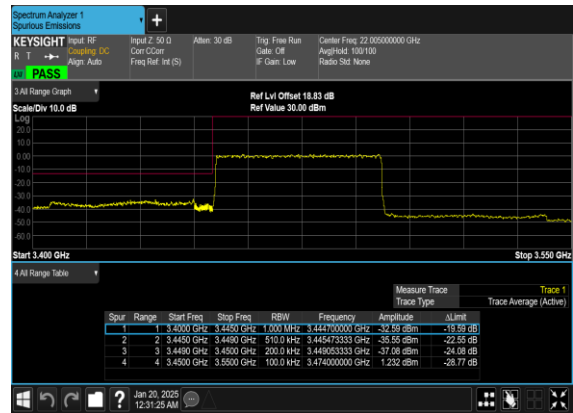 Spectrum Analyzer 1
Spurious Emissions
KEYSIGHT Input: RF Input Z: 50 Ω Atten: 30 dB Trig: Free Run Center Freq: 22.005000000 GHz
R T Coupling: DC Corr CCorr Gate: Off Avg|Hold: 100/100
Align: Auto Freq Ref: Int (S) IF Gain: Low Radio Std: None
LXI PASS
3 All Range Graph
Ref Lvl Offset 18.83 dB
Scale/Div 10.0 dB Ref Value 30.00 dBm
Log
20.0
10.0
0.00
-10.0
-20.0
-30.0
-40.0
-50.0
-60.0
Start 3.400 GHz Stop 3.550 GHz
4 All Range Table
Measure Trace Trace 1
Trace Type Trace Average (Active)
Spur Range Start Freq Stop Freq RBW Frequency Amplitude ΔLimit
1 1 3.4000 GHz 3.4450 GHz 1.000 MHz 3.444700000 GHz -32.59 dBm -19.59 dB
2 2 3.4450 GHz 3.4490 GHz 510.0 kHz 3.445473333 GHz -35.55 dBm -22.55 dB
3 3 3.4490 GHz 3.4500 GHz 200.0 kHz 3.449053333 GHz -37.08 dBm -24.08 dB
4 4 3.4500 GHz 3.5500 GHz 100.0 kHz 3.474000000 GHz 1.232 dBm -28.77 dB
? Jan 20, 2025
12:31:25 AM